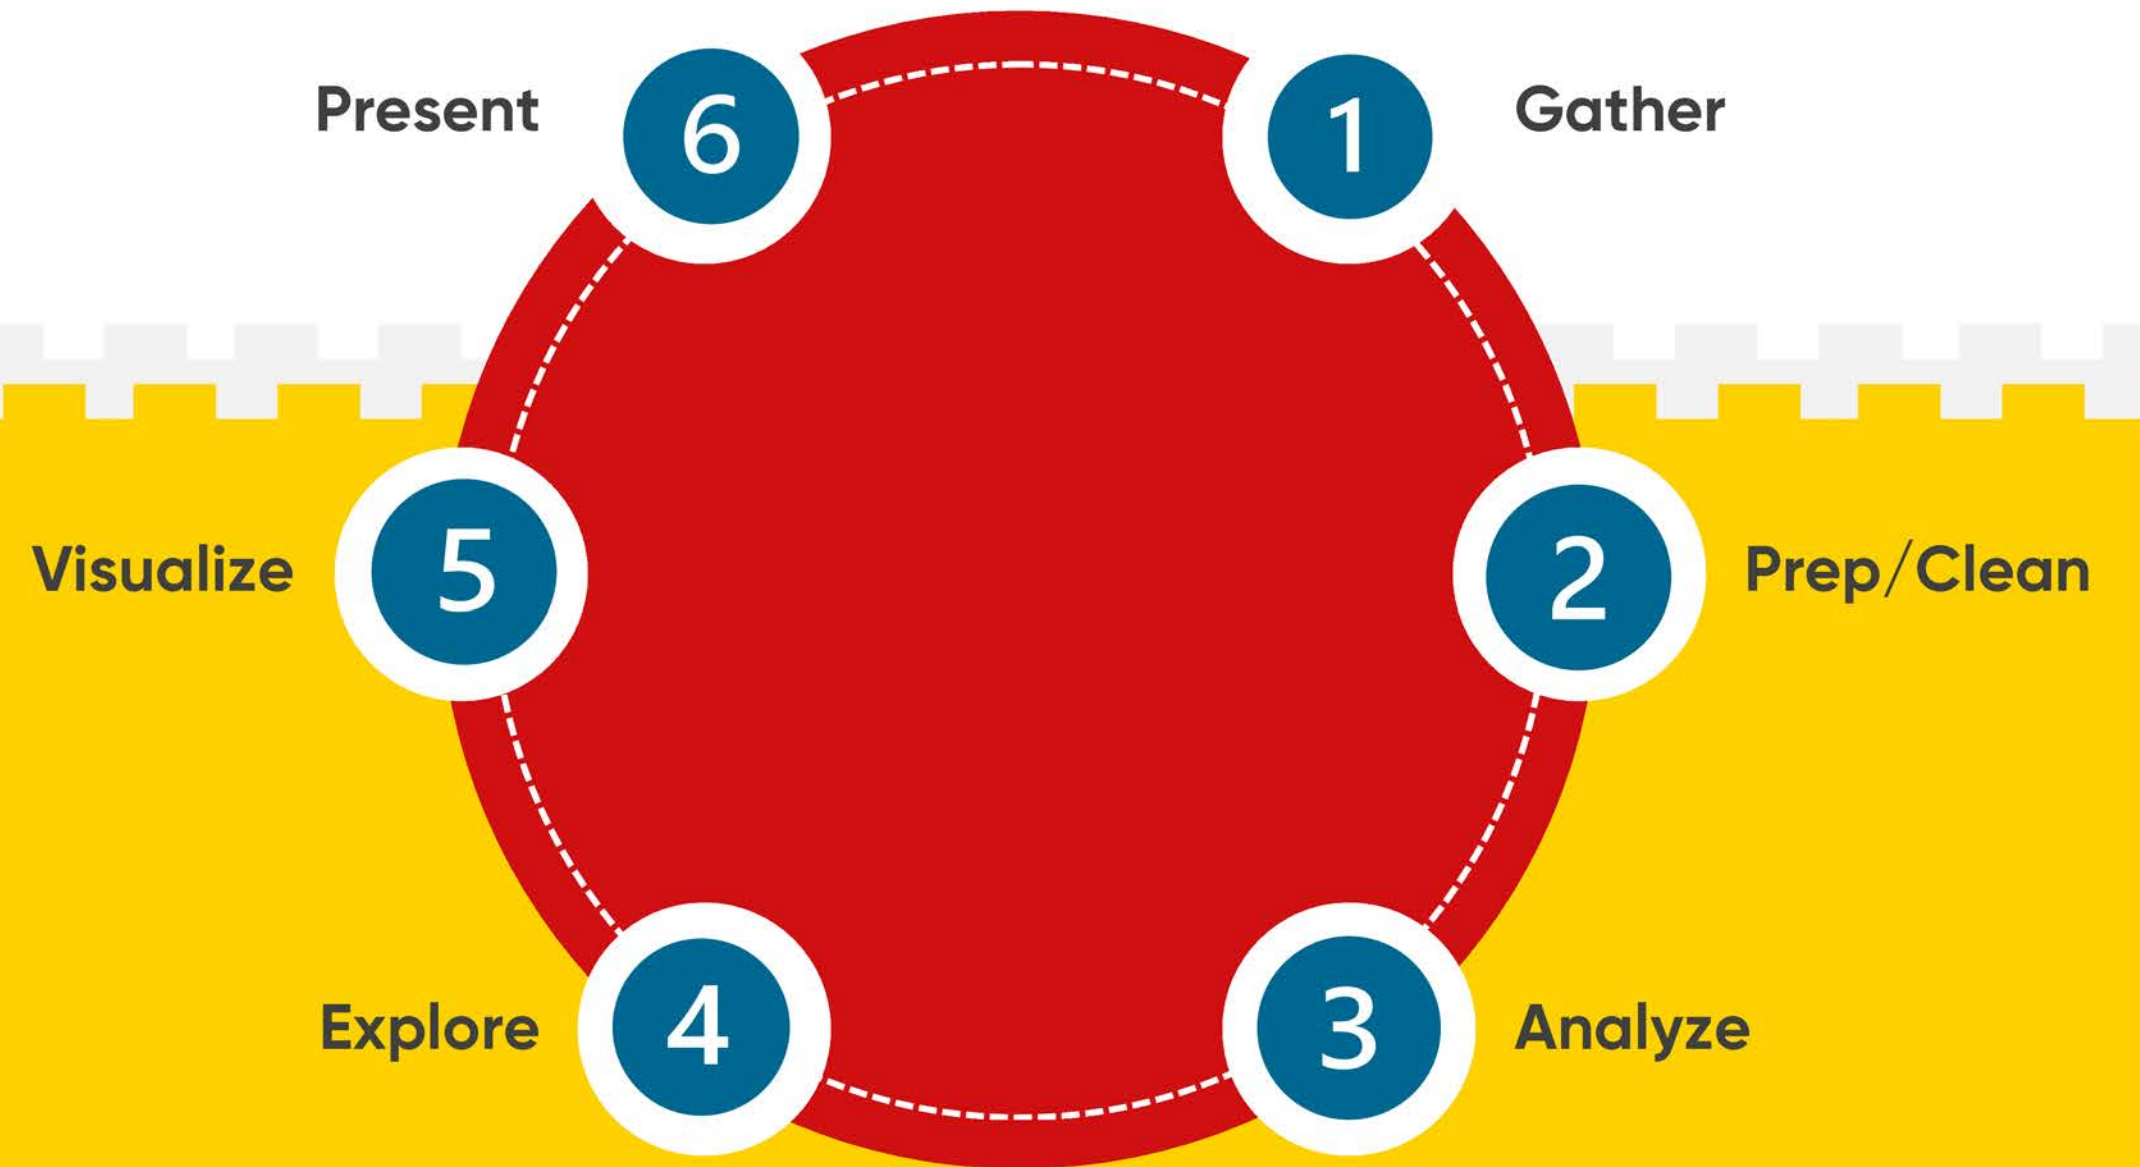 Present
6
1
Gather
Visualize
5
2
Prep/Clean
Explore
4
3
Analyze